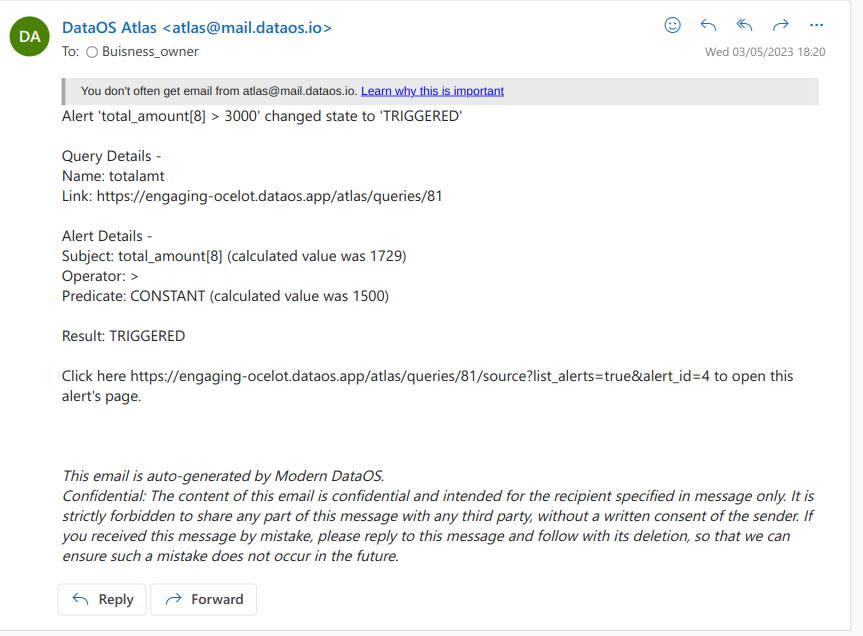 DA
DataOS Atlas <atlas@mail.dataos.io>
To: Buisness_owner
Wed 03/05/2023 18:20
You don't often get email from atlas@mail.dataos.io. Learn why this is important
Alert 'total_amount[8] > 3000' changed state to 'TRIGGERED'
Query Details -
Name: totalamt
Link: https://engaging-ocelot.dataos.app/atlas/queries/81
Alert Details -
Subject: total_amount[8] (calculated value was 1729)
Operator: >
Predicate: CONSTANT (calculated value was 1500)
Result: TRIGGERED
Click here https://engaging-ocelot.dataos.app/atlas/queries/81/source?list_alerts=true&alert_id=4 to open this
alert's page.
This email is auto-generated by Modern DataOS.
Confidential: The content of this email is confidential and intended for the recipient specified in message only. It is
strictly forbidden to share any part of this message with any third party, without a written consent of the sender. If
you received this message by mistake, please reply to this message and follow with its deletion, so that we can
ensure such a mistake does not occur in the future.
Reply
Forward